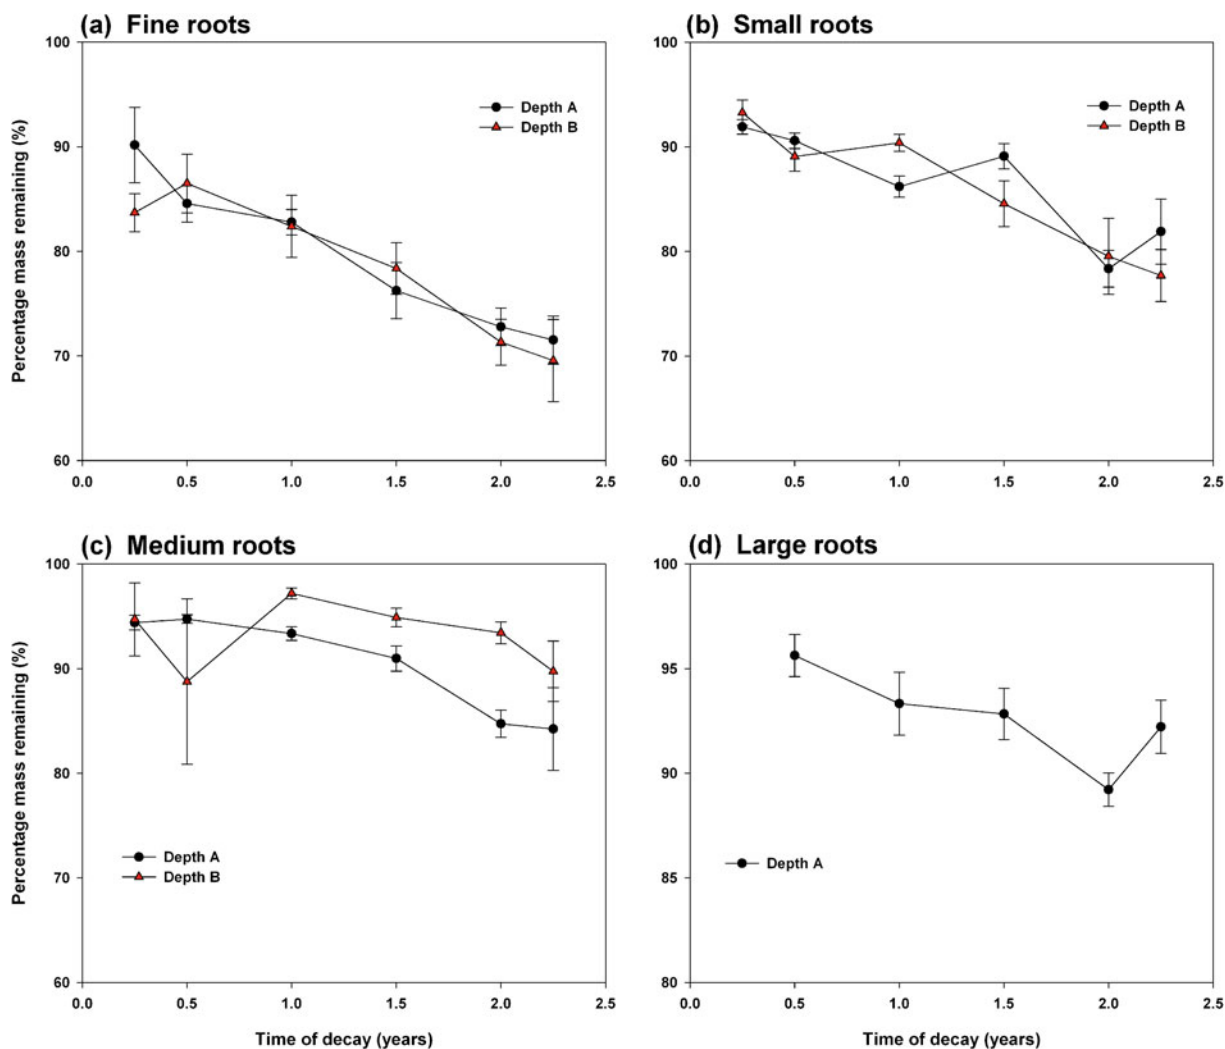 (a) Fine roots
100
90
80
70
60
Percentage mass remaining (%)
Depth A
Depth B
0.0 0.5 1.0 1.5 2.0 2.5
(b) Small roots
100
90
80
70
60
Depth A
Depth B
0.0 0.5 1.0 1.5 2.0 2.5
(c) Medium roots
100
90
80
70
60
Percentage mass remaining (%)
Depth A
Depth B
0.0 0.5 1.0 1.5 2.0 2.5
Time of decay (years)
(d) Large roots
100
95
90
85
80
Depth A
0.0 0.5 1.0 1.5 2.0 2.5
Time of decay (years)